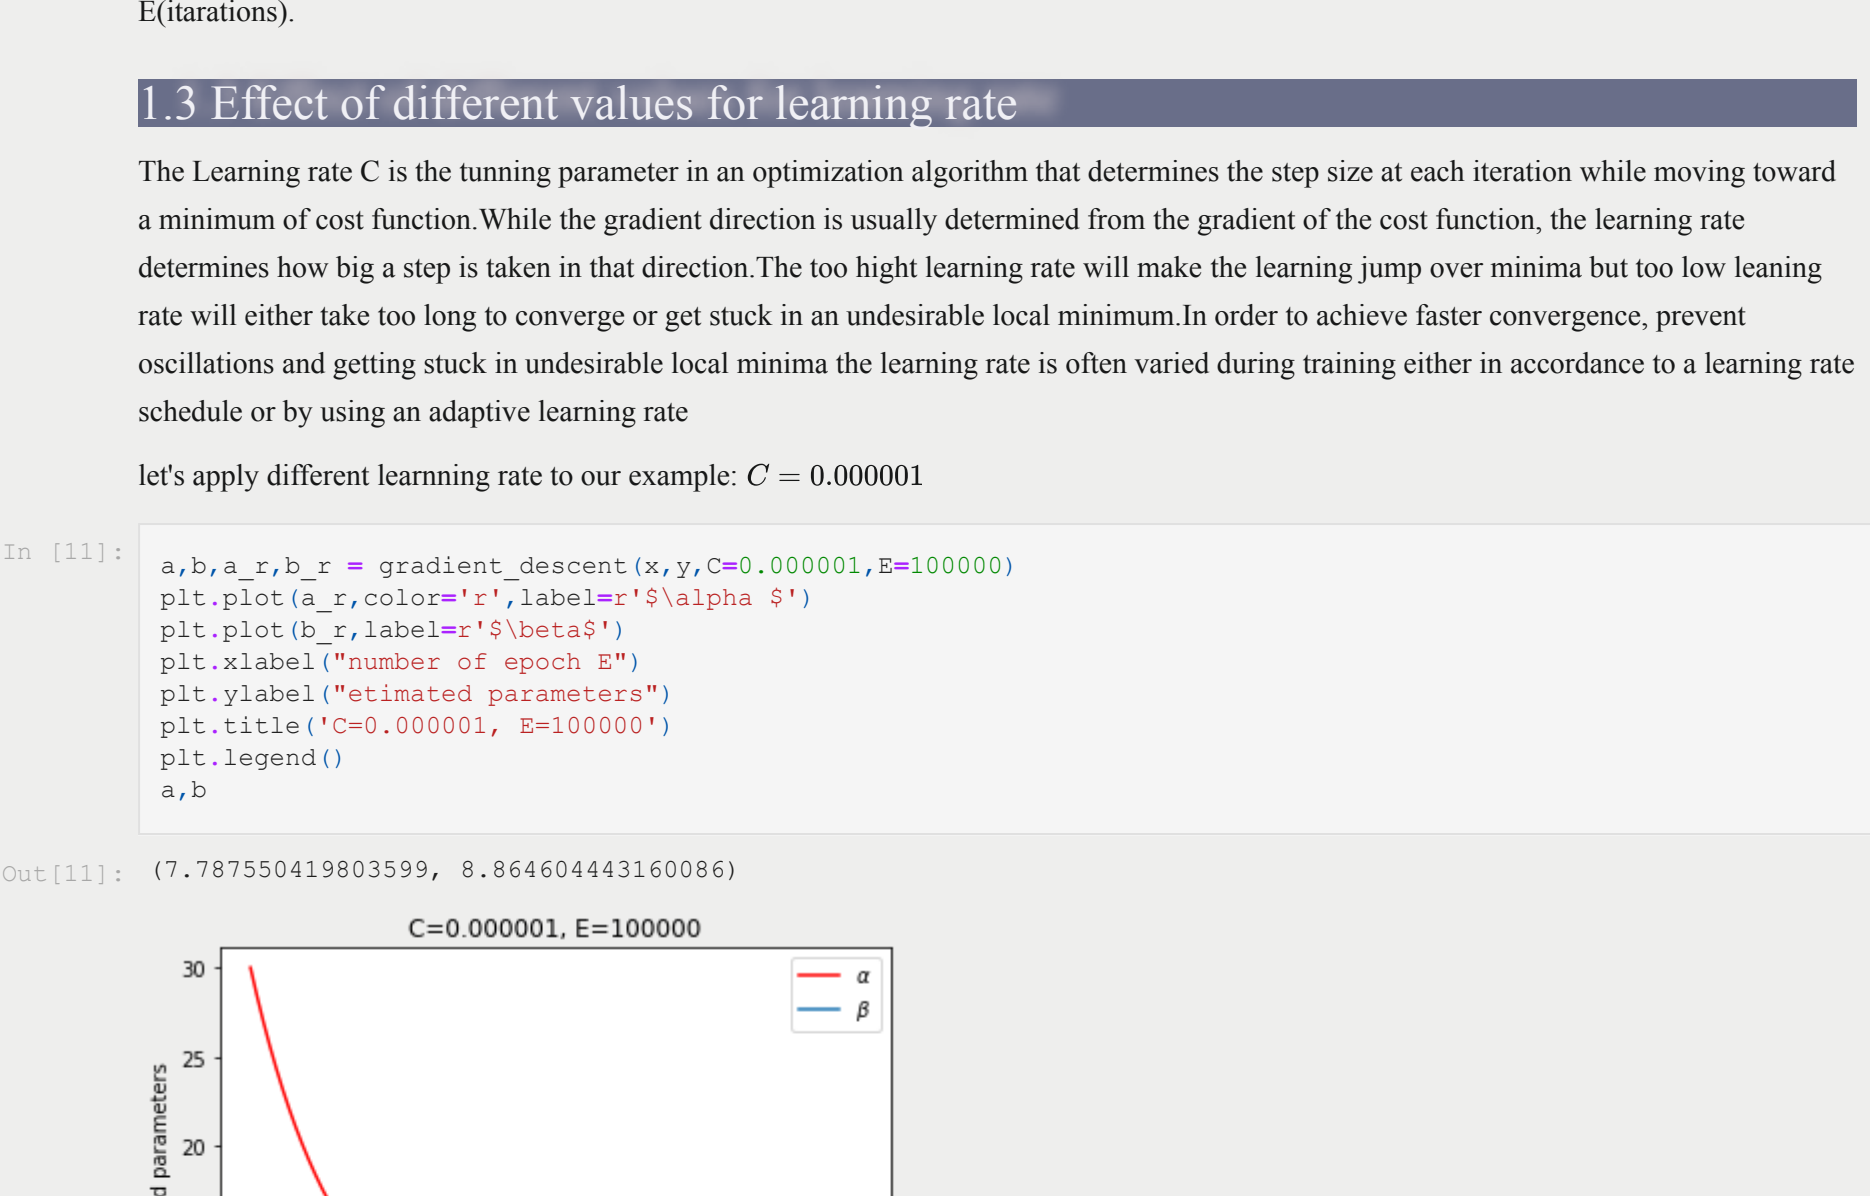 E(itarations).
1.3 Effect of different values for learning rate
The Learning rate C is the tunning parameter in an optimization algorithm that determines the step size at each iteration while moving toward
a minimum of cost function.While the gradient direction is usually determined from the gradient of the cost function, the learning rate
determines how big a step is taken in that direction.The too hight learning rate will make the learning jump over minima but too low leaning
rate will either take too long to converge or get stuck in an undesirable local minimum.In order to achieve faster convergence, prevent
oscillations and getting stuck in undesirable local minima the learning rate is often varied during training either in accordance to a learning rate
schedule or by using an adaptive learning rate
let's apply different learnning rate to our example: C = 0.000001
In [11]:
a,b,a_r,b_r = gradient_descent(x,y,C=0.000001,E=100000)
plt.plot(a_r,color='r',label=r'$\alpha $')
plt.plot(b_r,label=r'$\beta$')
plt.xlabel("number of epoch E")
plt.ylabel("etimated parameters")
plt.title('C=0.000001, E=100000')
plt.legend()
a,b
Out[11]: (7.787550419803599, 8.864604443160086)
C=0.000001, E=100000
30
α
β
25
20
d parameters